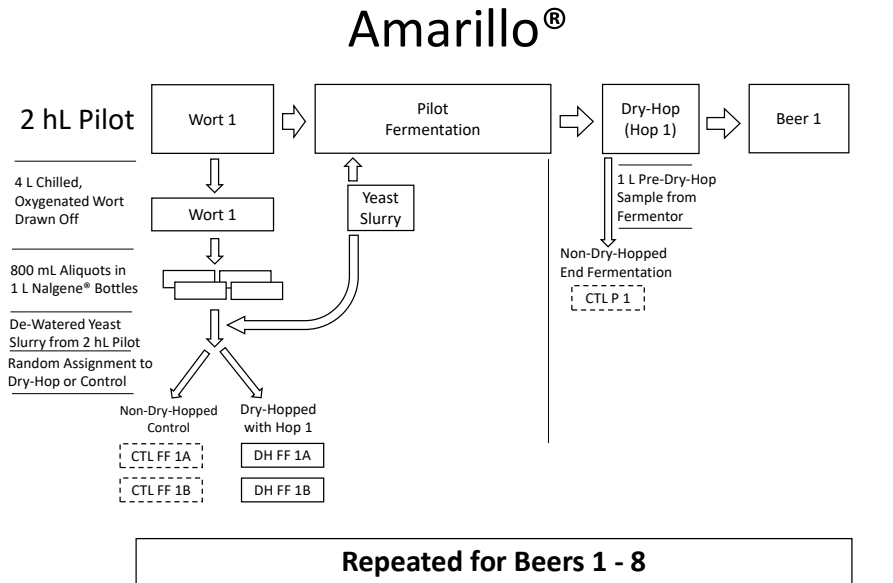 Amarillo®
2 hL Pilot
Wort 1
Pilot
Fermentation
Dry-Hop
(Hop 1)
Beer 1
4 L Chilled,
Oxygenated Wort
Drawn Off
Wort 1
Yeast
Slurry
1 L Pre-Dry-Hop
Sample from
Fermentor
Non-Dry-Hopped
End Fermentation
CTL P 1
800 mL Aliquots in
1 L Nalgene® Bottles
De-Watered Yeast
Slurry from 2 hL Pilot
Random Assignment to
Dry-Hop or Control
Non-Dry-Hopped
Control
CTL FF 1A
CTL FF 1B
Dry-Hopped
with Hop 1
DH FF 1A
DH FF 1B
Repeated for Beers 1 - 8